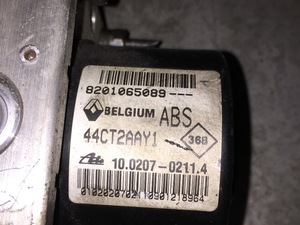 8201065089---
BELGIUM ABS
44CT2AAY1 368
Ate 10.0207-0211.4